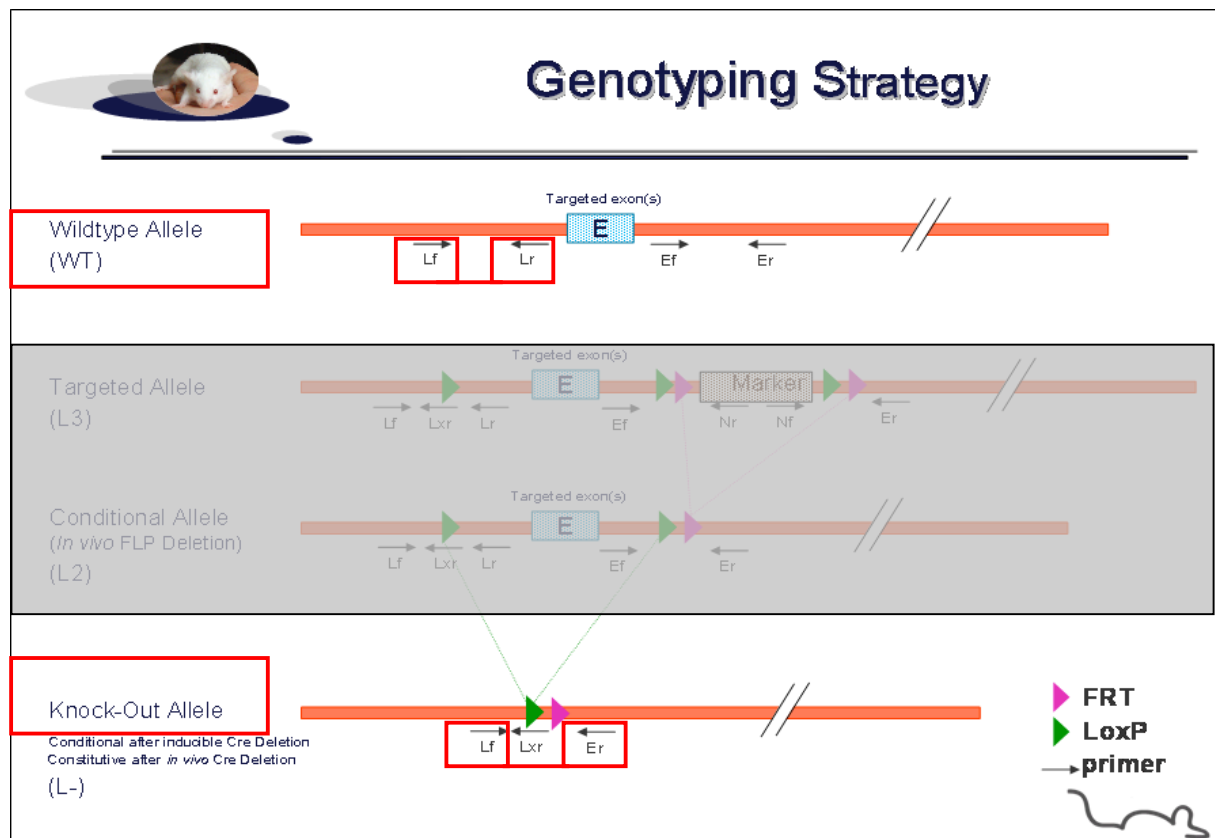 Genotyping Strategy
Targeted exon(s)
Wildtype Allele
(WT)
E
Lf Lr Ef Er
Targeted exon(s)
Targeted Allele
(L3)
E Marker
Lf Lxr Lr Ef Nr Nf Er
Targeted exon(s)
Conditional Allele
(In vivo FLP Deletion)
(L2)
E
Lf Lxr Lr Ef Er
Knock-Out Allele
Conditional after inducible Cre Deletion
Constitutive after in vivo Cre Deletion
(L-)
Lf Lxr Er
FRT
LoxP
primer